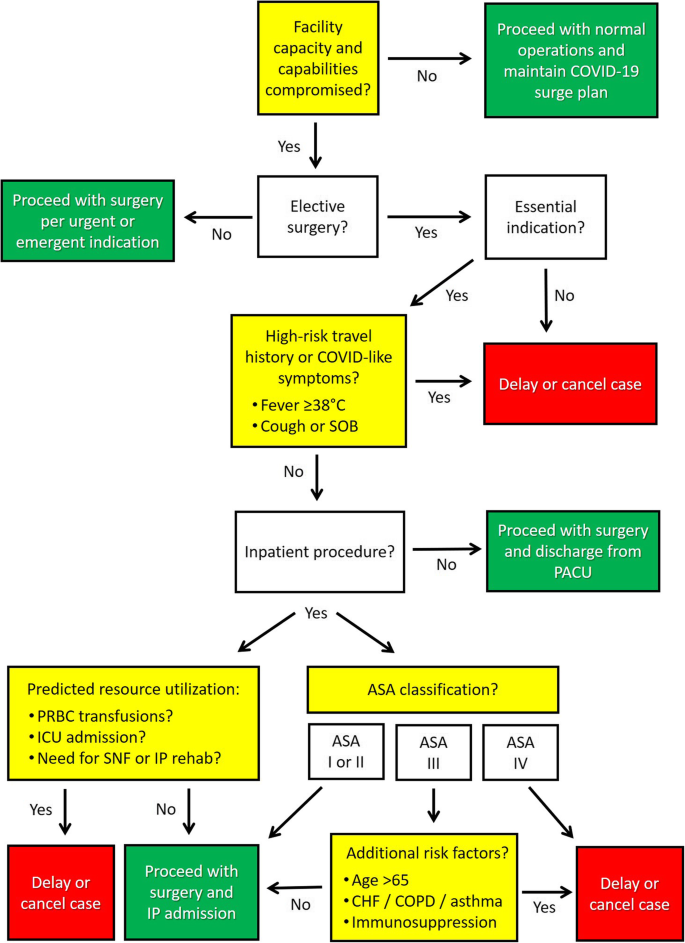 Facility
capacity and
capabilities
compromised?
No
Proceed with normal
operations and
maintain COVID-19
surge plan
Yes
Proceed with surgery
per urgent or
emergent indication
No
Elective
surgery?
Yes
Essential
indication?
Yes
No
High-risk travel
history or COVID-like
symptoms?
• Fever ≥38°C
• Cough or SOB
Yes
Delay or cancel case
No
Inpatient procedure?
No
Proceed with surgery
and discharge from
PACU
Yes
Predicted resource utilization:
• PRBC transfusions?
• ICU admission?
• Need for SNF or IP rehab?
ASA classification?
ASA
I or II
ASA
III
ASA
IV
Yes
No
Delay or
cancel case
Proceed with
surgery and
IP admission
No
Additional risk factors?
• Age >65
• CHF / COPD / asthma
• Immunosuppression
Yes
Delay or
cancel case